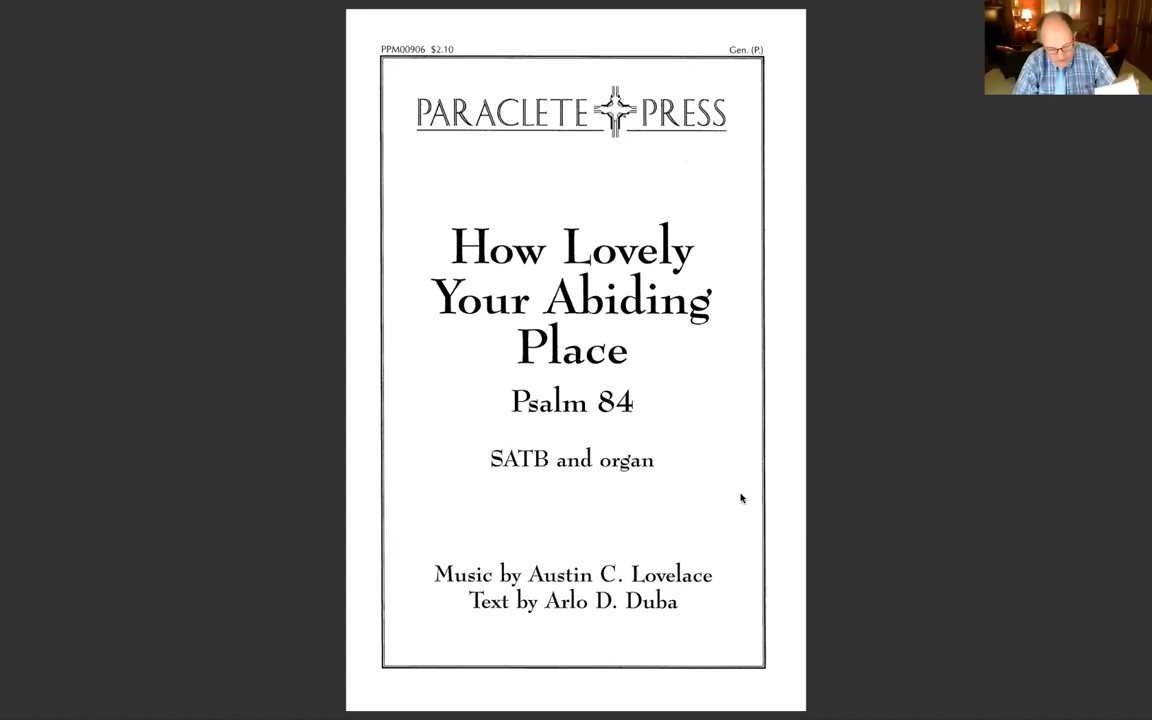 PPM00906 $2.10 Gen. (P.)
PARACLETE PRESS
How Lovely
Your Abiding
Place
Psalm 84
SATB and organ
Music by Austin C. Lovelace
Text by Arlo D. Duba